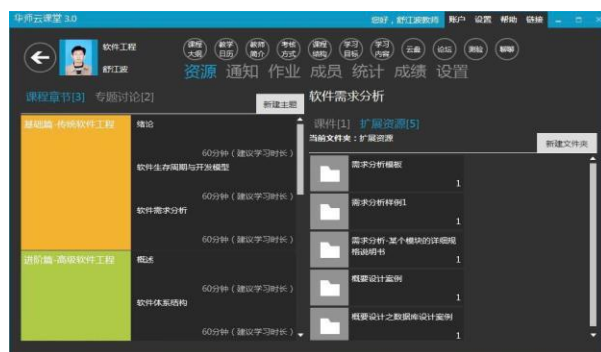 华师云课堂 3.0
您好，舒江波教师 账户 设置 帮助 链接
软件工程
舒江波
课程大纲 教学日历 教师简介 考核方式 课程结构 学习目标 学习内容 云盘 论坛 测验 聊聊
资源 通知 作业 成员 统计 成绩 设置
课程章节[3] 专题讨论[2]
新建主题
基础篇-传统软件工程
绪论
60分钟（建议学习时长）
软件生存周期与开发模型
60分钟（建议学习时长）
软件需求分析
60分钟（建议学习时长）
进阶篇-高级软件工程
概述
60分钟（建议学习时长）
软件体系结构
60分钟（建议学习时长）
软件需求分析
课件[1] 扩展资源[5]
当前文件夹：扩展资源
新建文件夹
需求分析模板
1
需求分析样例1
1
需求分析-某个模块的详细规
格说明书
1
概要设计案例
1
概要设计之数据库设计案例
1